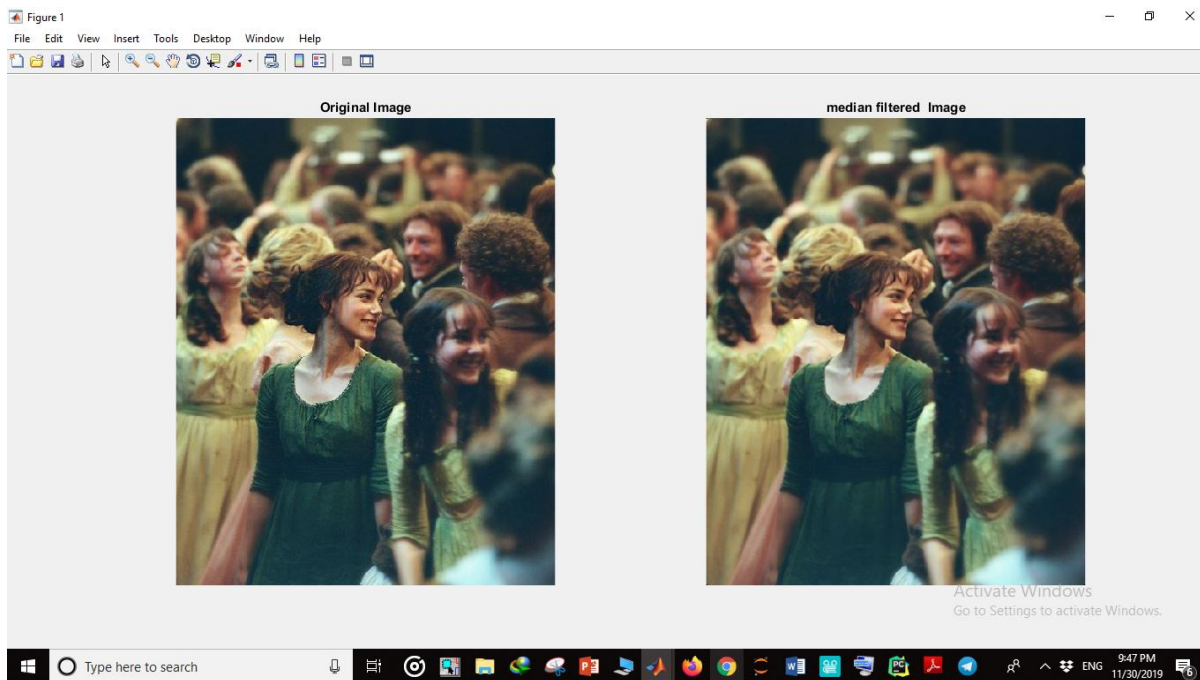 Figure 1
File Edit View Insert Tools Desktop Window Help
Original Image
median filtered Image
Activate Windows
Go to Settings to activate Windows.
Type here to search
ENG
9:47 PM
11/30/2019
6